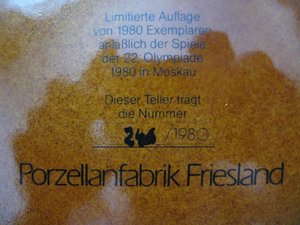 Limitierte Auflage
von 1980 Exemplaren
anläßlich der Spiele
der 22. Olympiade
1980 in Moskau
Dieser Teller trägt
die Nummer
246/1980
Porzellanfabrik Friesland